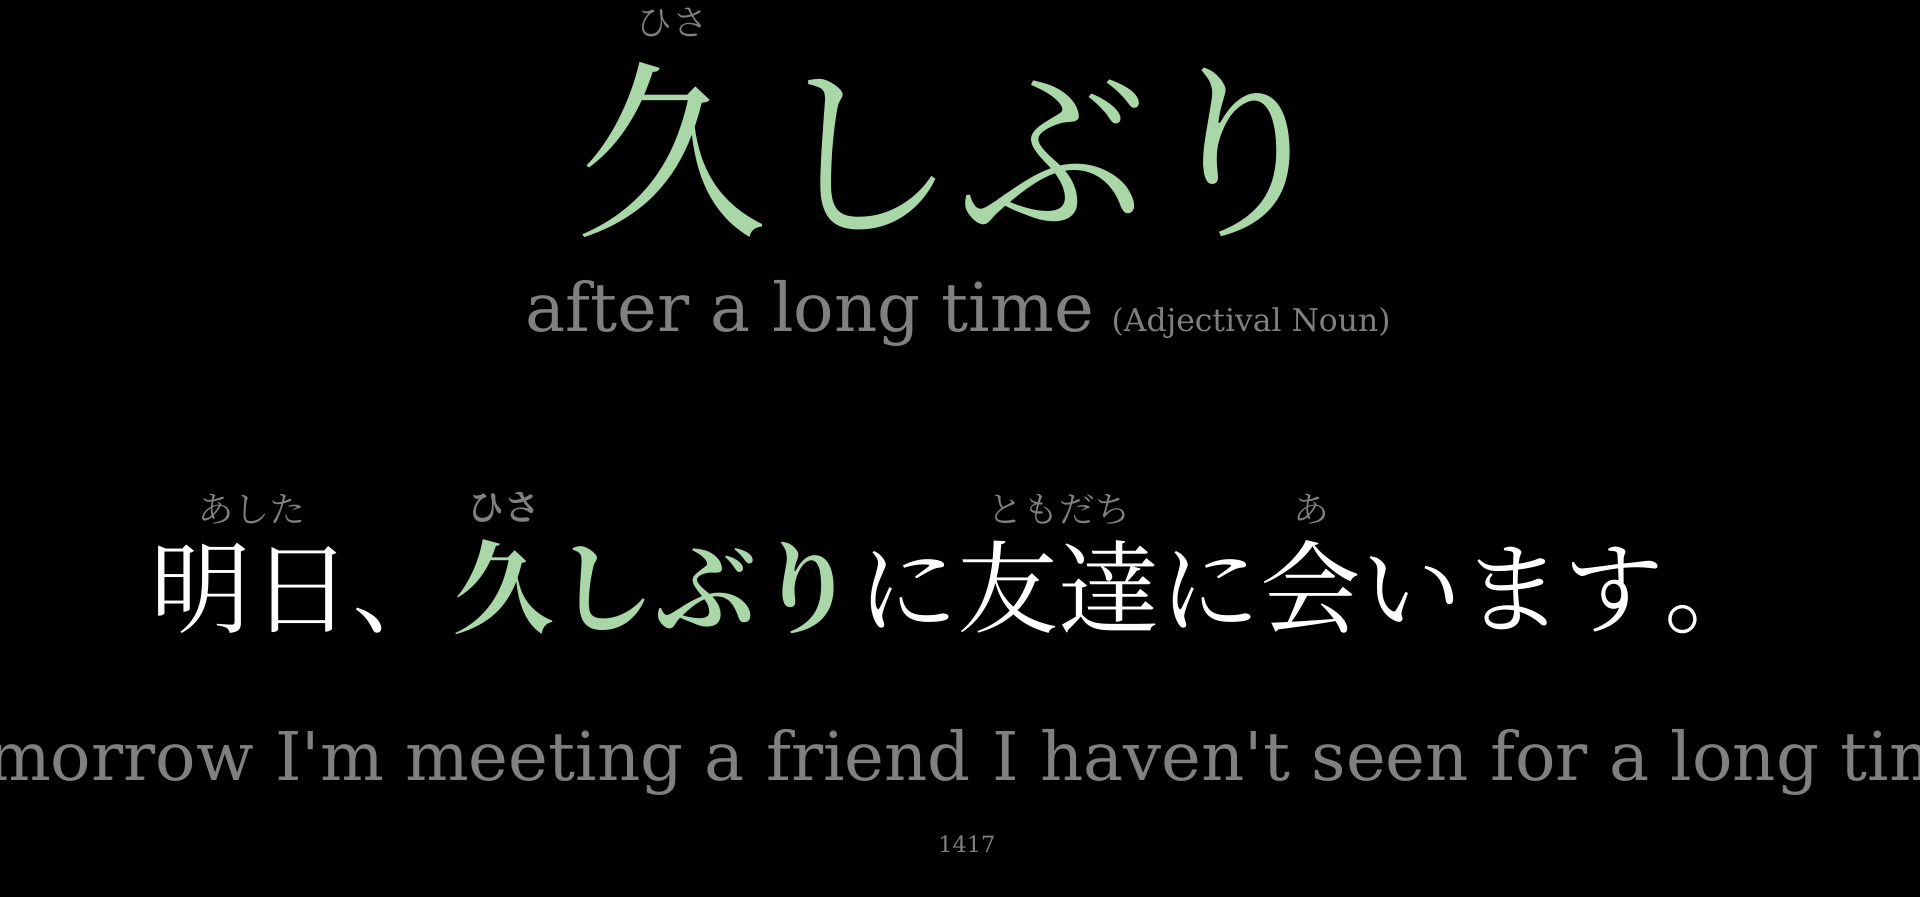 ひさ
久しぶり
after a long time (Adjectival Noun)
あした ひさ ともだち あ
明日、久しぶりに友達に会います。
morrow I'm meeting a friend I haven't seen for a long
1417